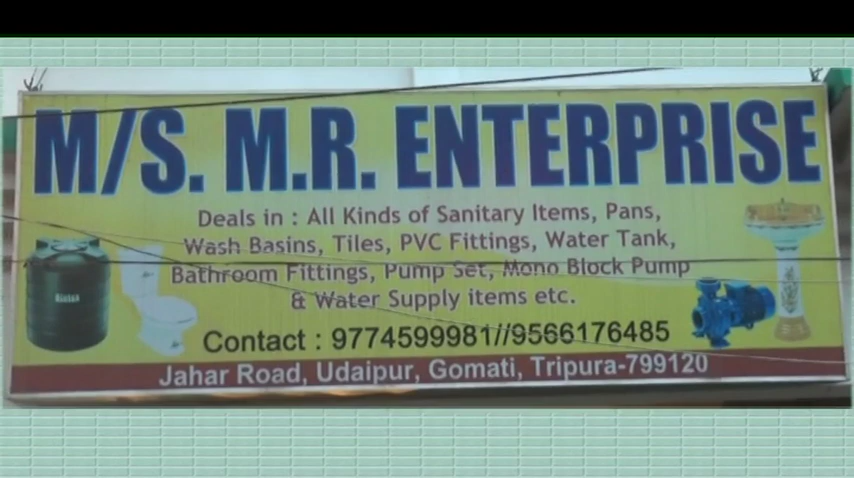 M/S. M.R. ENTERPRISE
Deals in : All Kinds of Sanitary Items, Pans,
Wash Basins, Tiles, PVC Fittings, Water Tank,
Bathroom Fittings, Pump Set, Mono Block Pump
& Water Supply items etc.
Contact : 9774599981//9566176485
Jahar Road, Udaipur, Gomati, Tripura-799120